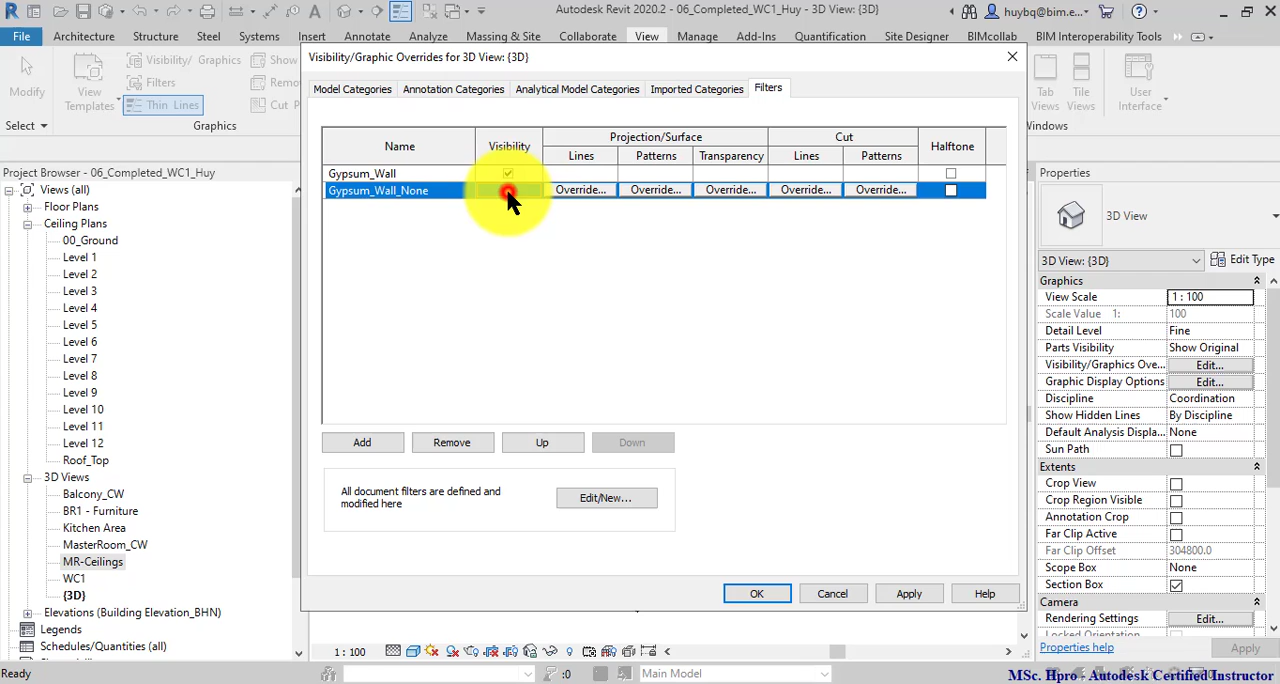 Autodesk Revit 2020.2 - 06_Completed_WC1_Huy - 3D View: {3D}
huybq@bim.e...
File Architecture Structure Steel Systems Insert Annotate Analyze Massing & Site Collaborate View Manage Add-Ins Quantification Site Designer BIMcollab BIM Interoperability Tools
Modify
View
Templates
Visibility/ Graphics
Filters
Thin Lines
Show
Remo
Cut P
Tab
Views
Tile
Views
User
Interface
Select
Graphics
Windows
Project Browser - 06_Completed_WC1_Huy
Views (all)
Floor Plans
Ceiling Plans
00_Ground
Level 1
Level 2
Level 3
Level 4
Level 5
Level 6
Level 7
Level 8
Level 9
Level 10
Level 11
Level 12
Roof_Top
3D Views
Balcony_CW
BR1 - Furniture
Kitchen Area
MasterRoom_CW
MR-Ceilings
WC1
{3D}
Elevations (Building Elevation_BHN)
Legends
Schedules/Quantities (all)
Visibility/Graphic Overrides for 3D View: {3D}
Model Categories Annotation Categories Analytical Model Categories Imported Categories Filters
Name Visibility Projection/Surface Cut Halftone
Lines Patterns Transparency Lines Patterns
Gypsum_Wall
Gypsum_Wall_None Override... Override... Override... Override... Override...
Add Remove Up Down
All document filters are defined and
modified here
Edit/New...
OK Cancel Apply Help
Properties
3D View
3D View: {3D} Edit Type
Graphics
View Scale 1 : 100
Scale Value 1: 100
Detail Level Fine
Parts Visibility Show Original
Visibility/Graphics Ove... Edit...
Graphic Display Options Edit...
Discipline Coordination
Show Hidden Lines By Discipline
Default Analysis Displa... None
Sun Path
Extents
Crop View
Crop Region Visible
Annotation Crop
Far Clip Active
Far Clip Offset 304800.0
Scope Box None
Section Box
Camera
Rendering Settings Edit...
Properties help Apply
1 : 100
Ready
:0
Main Model
MSc. Hpro - Autodesk Certified Instructor